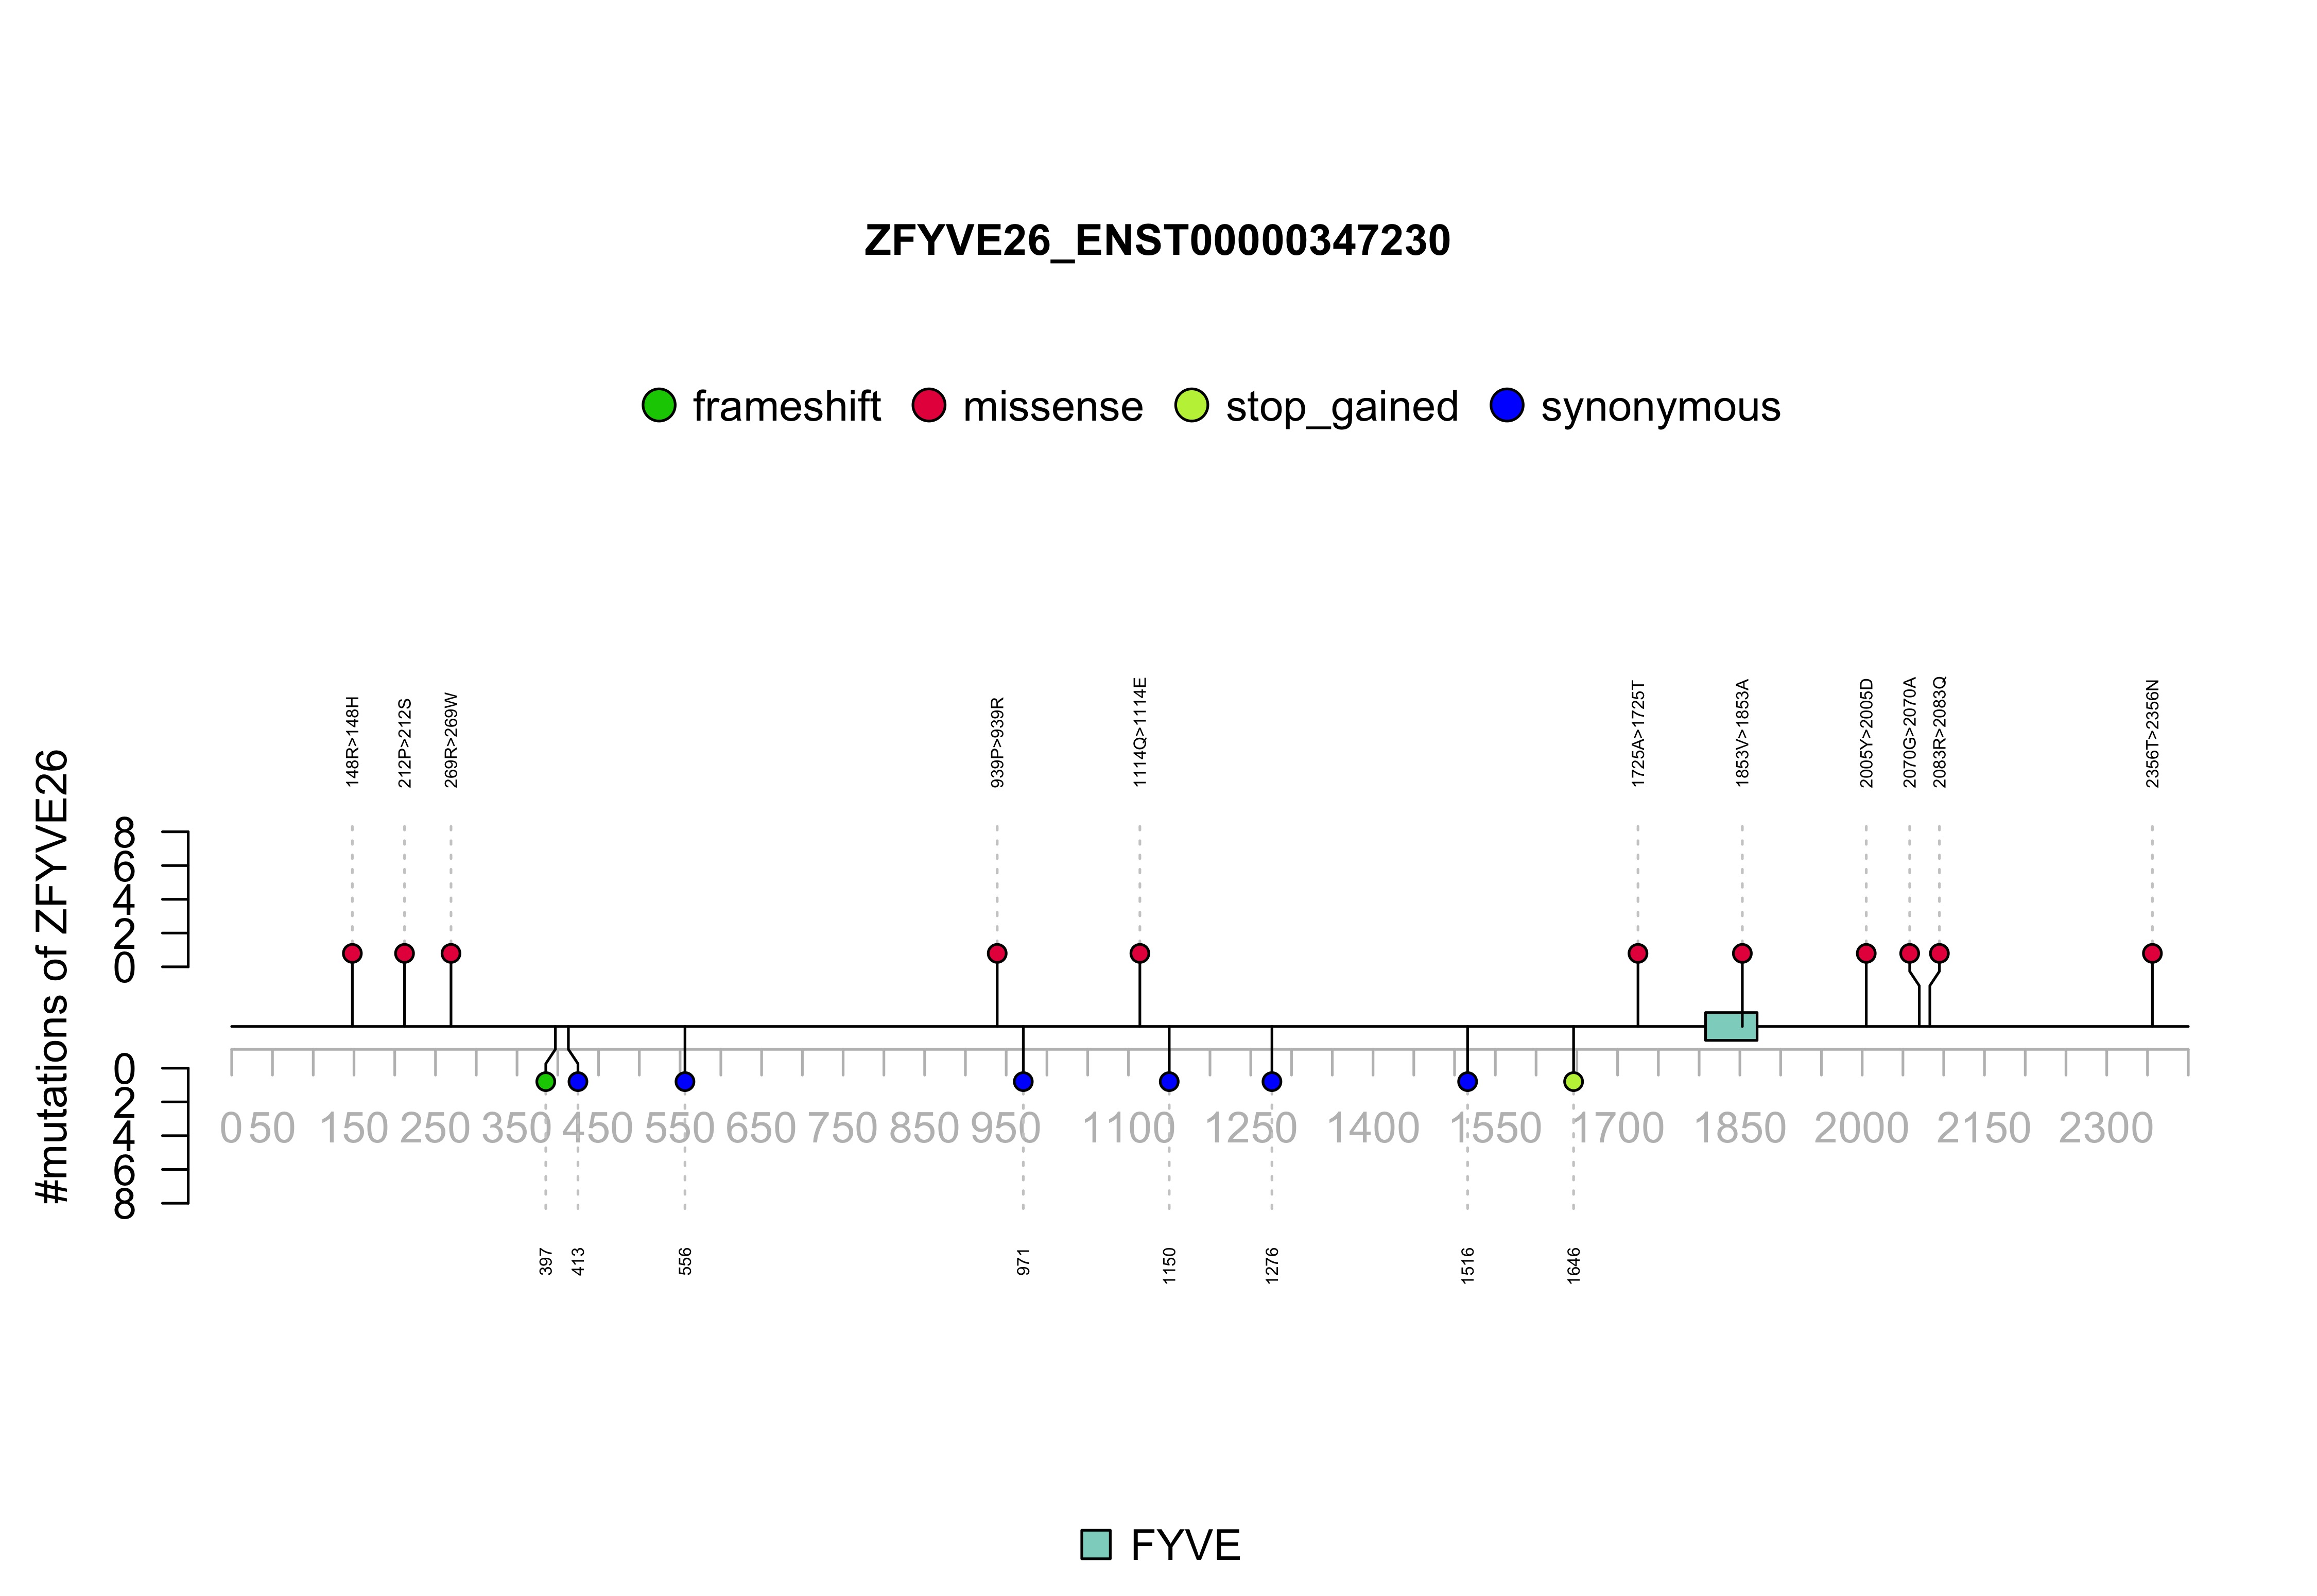 ZFYVE26_ENST00000347230
frameshift missense stop_gained synonymous
148R>148H
212P>212S
269R>269W
939P>939R
1114Q>1114E
1725A>1725T
1853V>1853A
2005Y>2005D
2070G>2070A
2083R>2083Q
2356T>2356N
#mutations of ZFYVE26
8
6
4
2
0
0
2
4
6
8
0 50 150 250 350 450 550 650 750 850 950 1100 1250 1400 1550 1700 1850 2000 2150 2300
397
413
556
971
1150
1276
1516
1646
FYVE